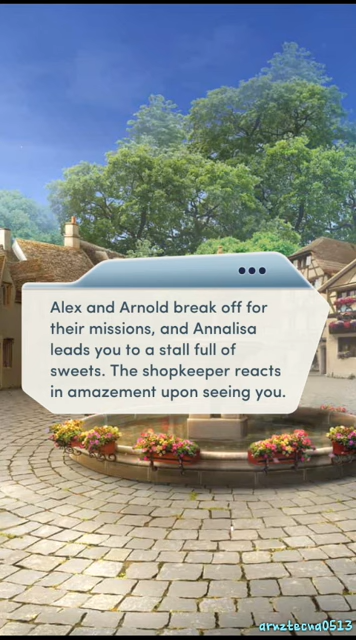 Alex and Arnold break off for
their missions, and Annalisa
leads you to a stall full of
sweets. The shopkeeper reacts
in amazement upon seeing you.
arnztecnq0513